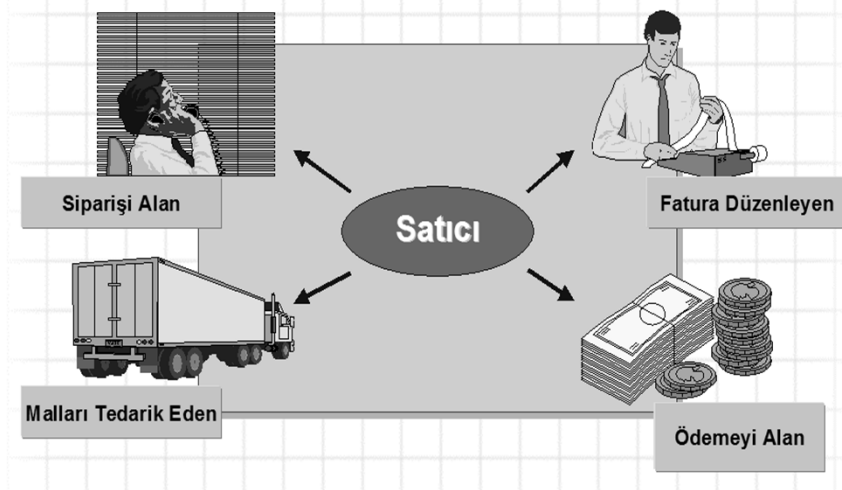 Siparişi Alan
Fatura Düzenleyen
Satıcı
Malları Tedarik Eden
Ödemeyi Alan